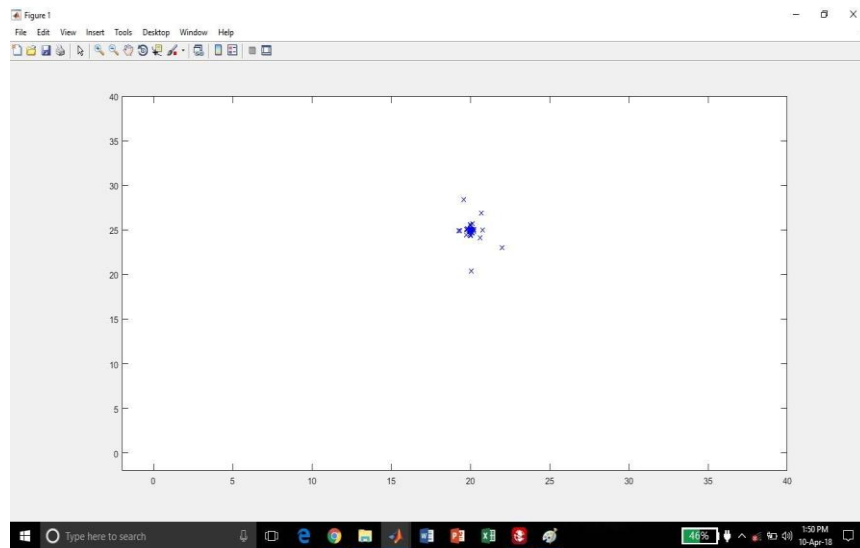 Figure 1
File Edit View Insert Tools Desktop Window Help
40
35
30
25
20
15
10
5
0
0 5 10 15 20 25 30 35 40
Type here to search
46%
1:50 PM
10-Apr-18